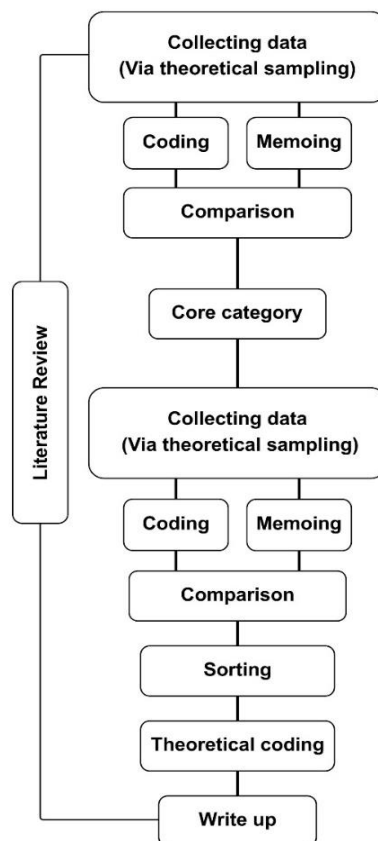 Collecting data
(Via theoretical sampling)
Coding
Memoing
Comparison
Core category
Literature Review
Collecting data
(Via theoretical sampling)
Coding
Memoing
Comparison
Sorting
Theoretical coding
Write up